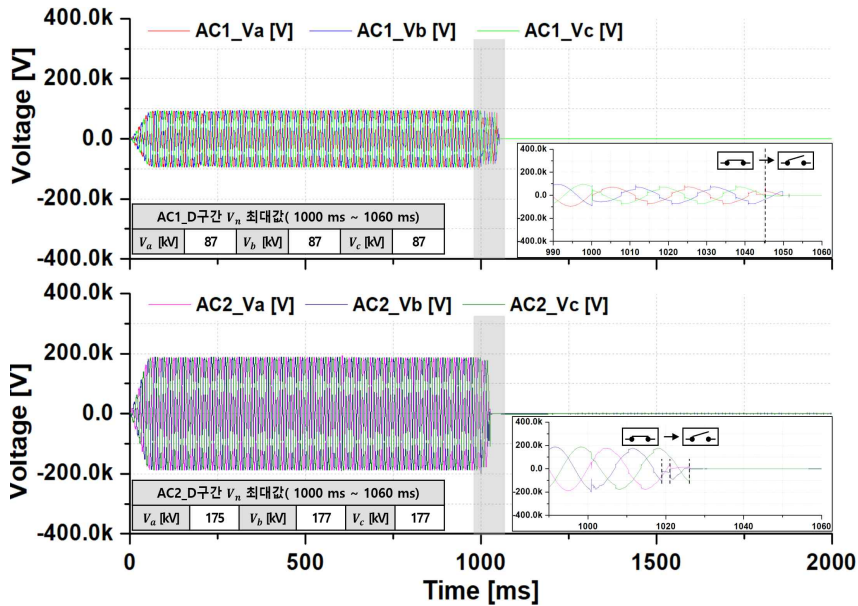 AC1_Va [V] AC1_Vb [V] AC1_Vc [V]
Voltage [V]
400.0k
200.0k
0.0
-200.0k
-400.0k
AC1_D구간 Vn 최대값( 1000 ms ~ 1060 ms)
Va [kV] 87 Vb [kV] 87 Vc [kV] 87
400.0k
200.0k
0.0
-200.0k
-400.0k
990 1000 1010 1020 1030 1040 1050 1060
0 500 1000 1500 2000
AC2_Va [V] AC2_Vb [V] AC2_Vc [V]
Voltage [V]
400.0k
200.0k
0.0
-200.0k
-400.0k
AC2_D구간 Vn 최대값( 1000 ms ~ 1060 ms)
Va [kV] 175 Vb [kV] 177 Vc [kV] 177
400.0k
200.0k
0.0
-200.0k
-400.0k
1000 1020 1040 1060
0 500 1000 1500 2000
Time [ms]